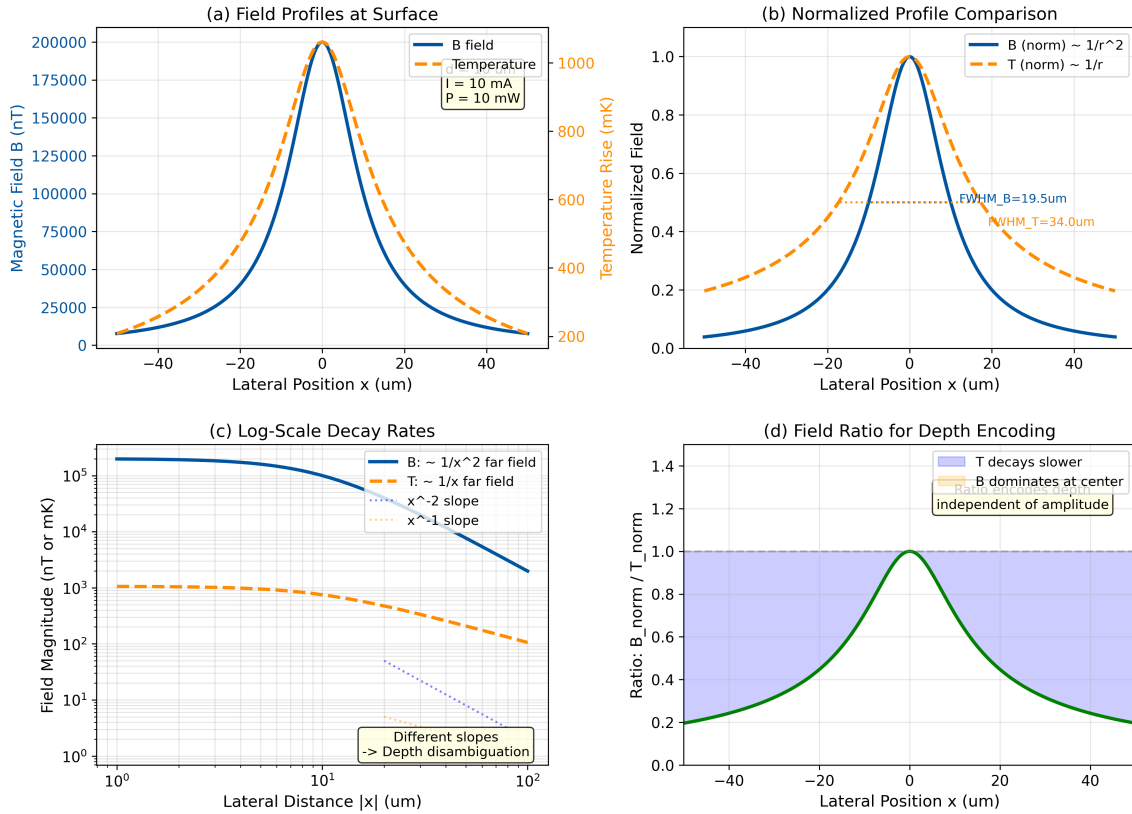 (a) Field Profiles at Surface
200000
175000
150000
125000
100000
75000
50000
25000
0
Magnetic Field B (nT)
B field
Temperature
I = 10 mA
P = 10 mW
1000
800
600
400
200
Temperature Rise (mK)
−40
−20
0
20
40
Lateral Position x (um)
(b) Normalized Profile Comparison
1.0
0.8
0.6
0.4
0.2
0.0
Normalized Field
B (norm) ~ 1/r^2
T (norm) ~ 1/r
FWHM_B=19.5um
FWHM_T=34.0um
−40
−20
0
20
40
Lateral Position x (um)
(c) Log-Scale Decay Rates
10^5
10^4
10^3
10^2
10^1
10^0
Field Magnitude (nT or mK)
B: ~ 1/x^2 far field
T: ~ 1/x far field
x^-2 slope
x^-1 slope
Different slopes
-> Depth disambiguation
10^0
10^1
10^2
Lateral Distance |x| (um)
(d) Field Ratio for Depth Encoding
1.4
1.2
1.0
0.8
0.6
0.4
0.2
0.0
Ratio: B_norm / T_norm
T decays slower
B dominates at center
Ratio encodes depth
independent of amplitude
−40
−20
0
20
40
Lateral Position x (um)